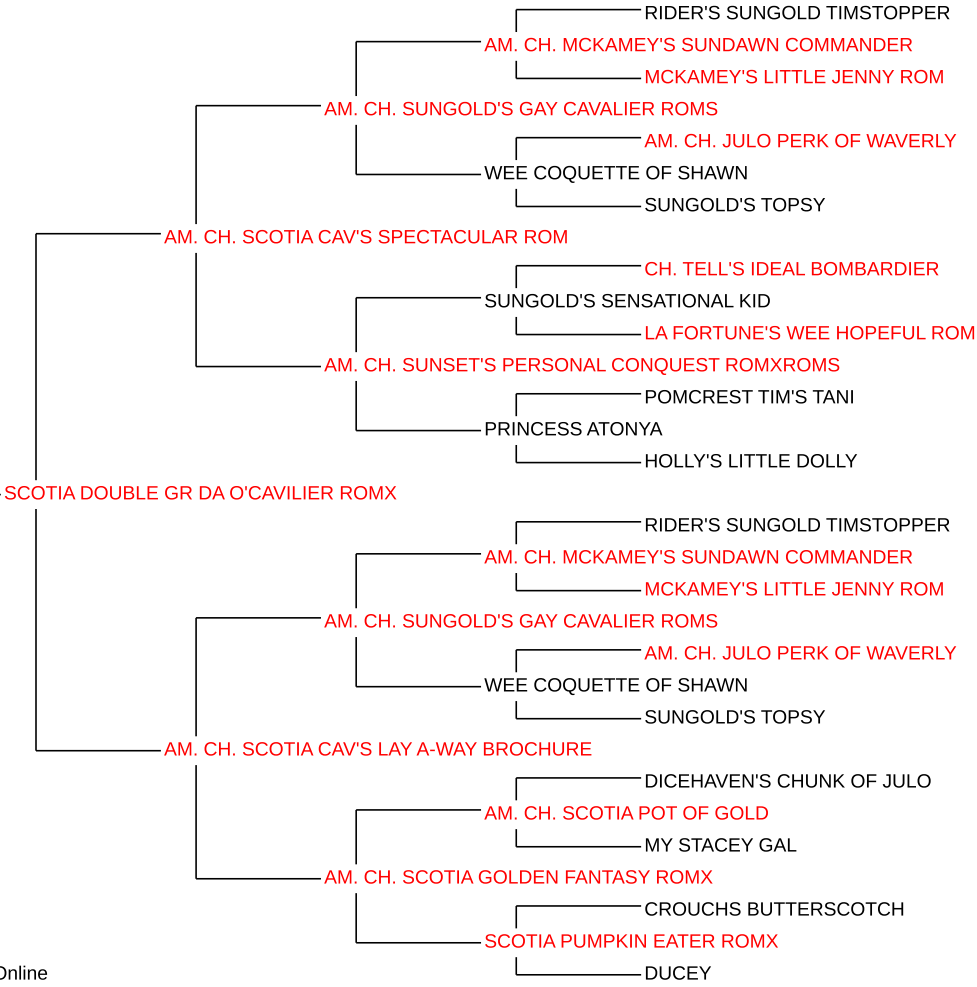 RIDER'S SUNGOLD TIMSTOPPER
AM. CH. MCKAMEY'S SUNDAWN COMMANDER
MCKAMEY'S LITTLE JENNY ROM
AM. CH. SUNGOLD'S GAY CAVALIER ROMS
AM. CH. JULO PERK OF WAVERLY
WEE COQUETTE OF SHAWN
SUNGOLD'S TOPSY
AM. CH. SCOTIA CAV'S SPECTACULAR ROM
CH. TELL'S IDEAL BOMBARDIER
SUNGOLD'S SENSATIONAL KID
LA FORTUNE'S WEE HOPEFUL ROM
AM. CH. SUNSET'S PERSONAL CONQUEST ROMXROMS
POMCREST TIM'S TANI
PRINCESS ATONYA
HOLLY'S LITTLE DOLLY
SCOTIA DOUBLE GR DA O'CAVILIER ROMX
RIDER'S SUNGOLD TIMSTOPPER
AM. CH. MCKAMEY'S SUNDAWN COMMANDER
MCKAMEY'S LITTLE JENNY ROM
AM. CH. SUNGOLD'S GAY CAVALIER ROMS
AM. CH. JULO PERK OF WAVERLY
WEE COQUETTE OF SHAWN
SUNGOLD'S TOPSY
AM. CH. SCOTIA CAV'S LAY A-WAY BROCHURE
DICEHAVEN'S CHUNK OF JULO
AM. CH. SCOTIA POT OF GOLD
MY STACEY GAL
AM. CH. SCOTIA GOLDEN FANTASY ROMX
CROUCHS BUTTERSCOTCH
SCOTIA PUMPKIN EATER ROMX
DUCEY
Online